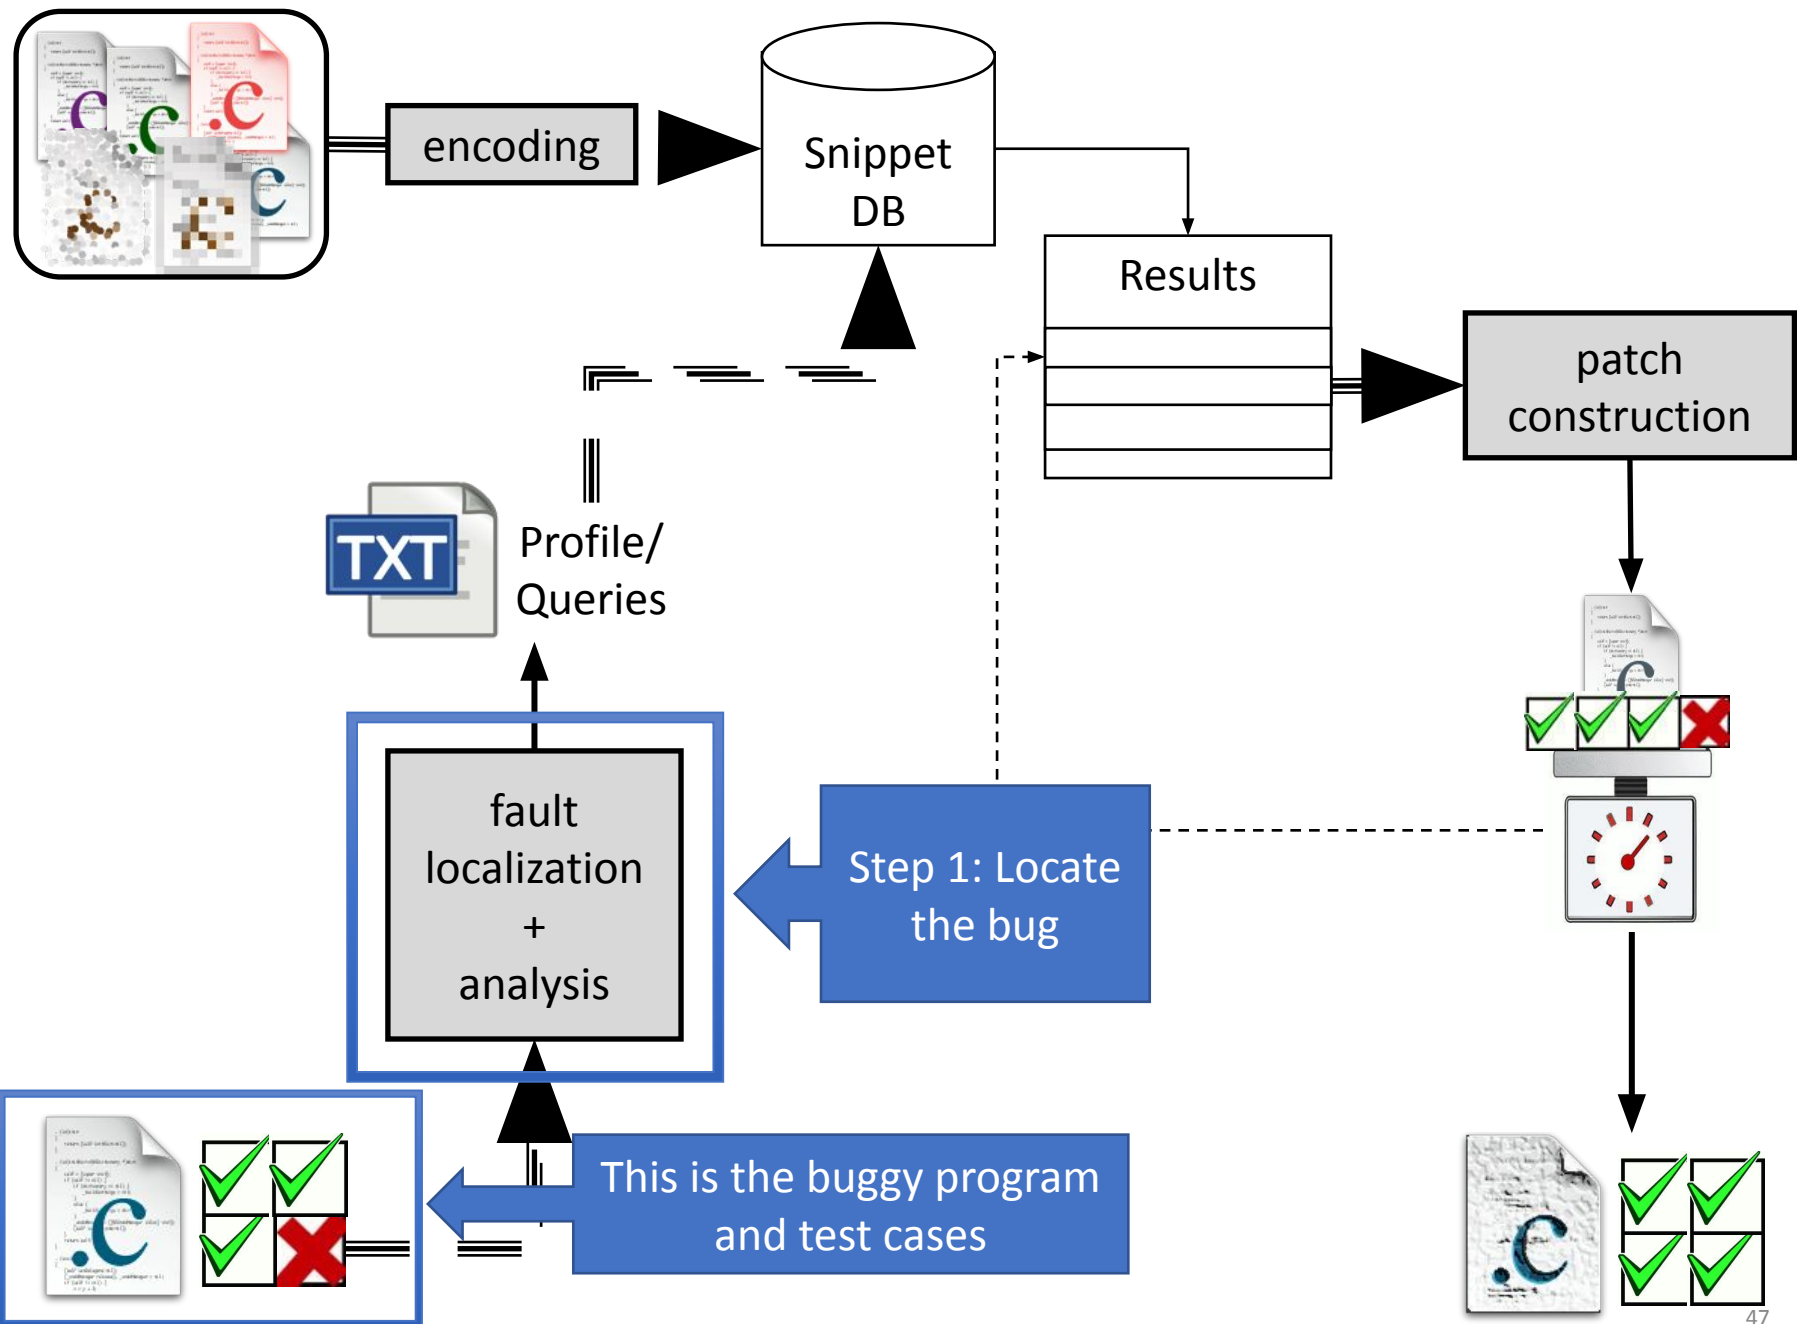 encoding
Snippet
DB
Results
patch
construction
TXT
Profile/
Queries
fault
localization
+
analysis
Step 1: Locate
the bug
This is the buggy program
and test cases
.c
.c
.c
.c
.c
.c
47